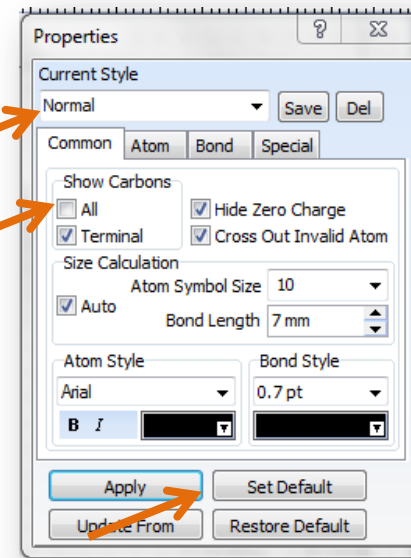 Properties
Current Style
Normal Save Del
Common Atom Bond Special
Show Carbons
All Hide Zero Charge
Terminal Cross Out Invalid Atom
Size Calculation
Atom Symbol Size 10
Auto
Bond Length 7 mm
Atom Style Bond Style
Arial 0.7 pt
B I
Apply Set Default
Update From Restore Default